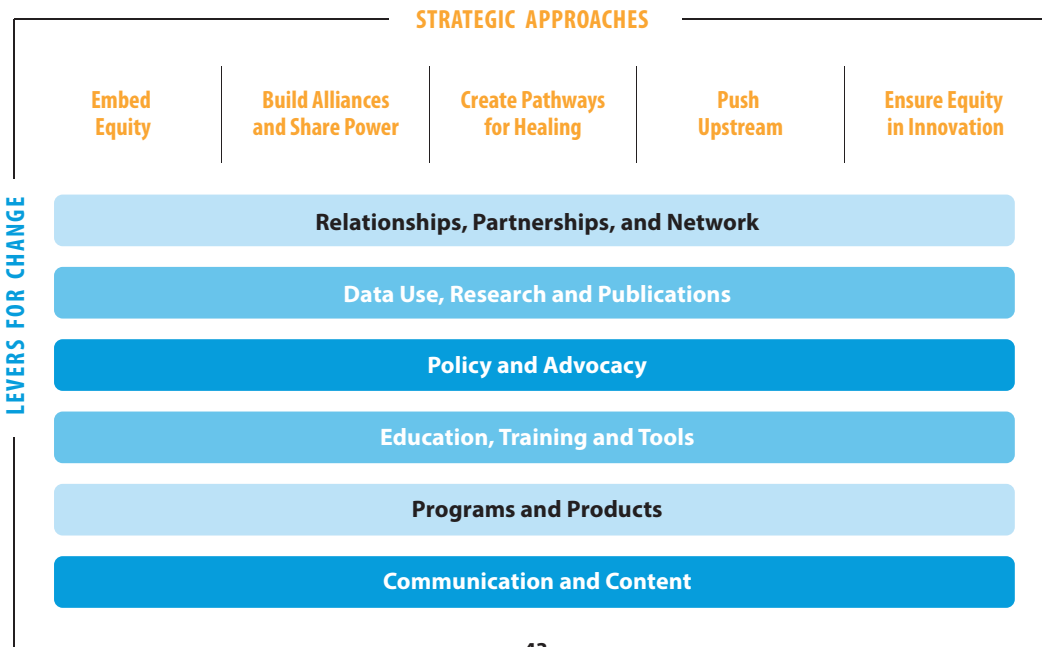 STRATEGIC APPROACHES
Embed
Equity
Build Alliances
and Share Power
Create Pathways
for Healing
Push
Upstream
Ensure Equity
in Innovation
LEVERS FOR CHANGE
Relationships, Partnerships, and Network
Data Use, Research and Publications
Policy and Advocacy
Education, Training and Tools
Programs and Products
Communication and Content